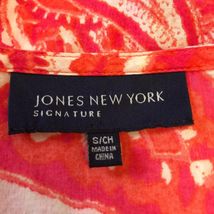 JONES NEW YORK
SIGNATURE
S/CH
MADE IN
CHINA